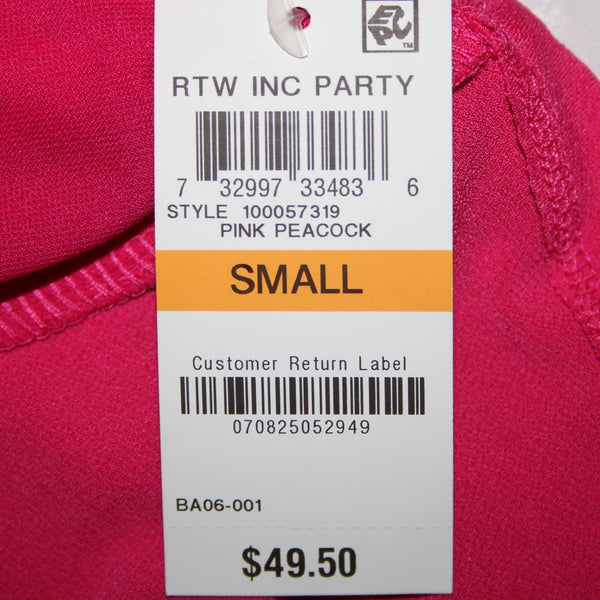 EPC™
RTW INC PARTY
7 32997 33483 6
STYLE 100057319
PINK PEACOCK
SMALL
Customer Return Label
070825052949
BA06-001
$49.50